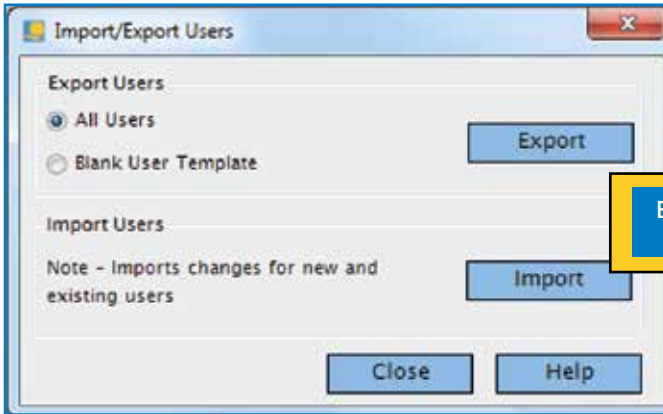 Import/Export Users
Export Users
All Users
Export
Blank User Template
Import Users
Note - Imports changes for new and
existing users
Import
Close
Help